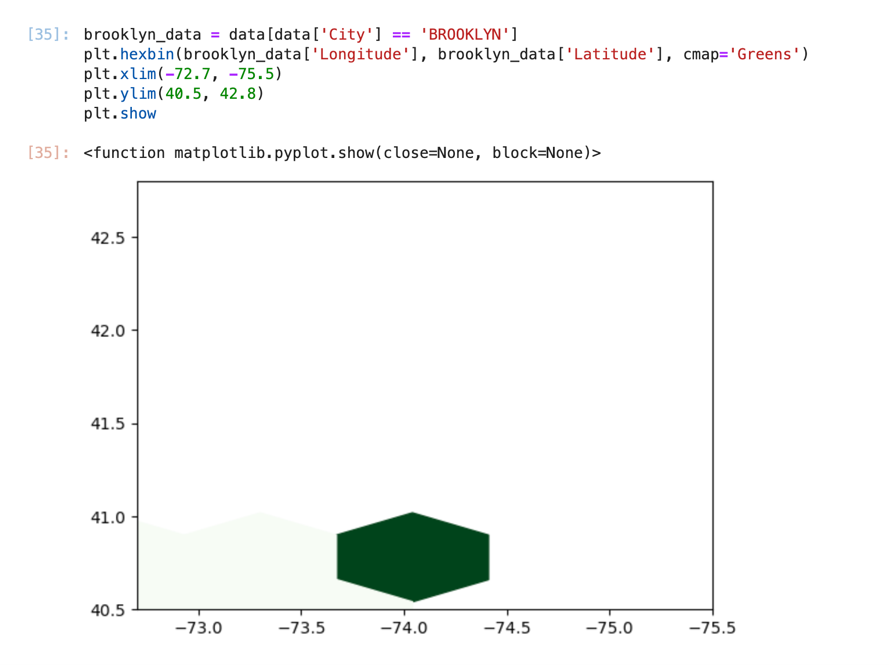 [35]: brooklyn_data = data[data['City'] == 'BROOKLYN']
plt.hexbin(brooklyn_data['Longitude'], brooklyn_data['Latitude'], cmap='Greens')
plt.xlim(-72.7, -75.5)
plt.ylim(40.5, 42.8)
plt.show
[35]: <function matplotlib.pyplot.show(close=None, block=None)>
42.5
42.0
41.5
41.0
40.5
−73.0 −73.5 −74.0 −74.5 −75.0 −75.5